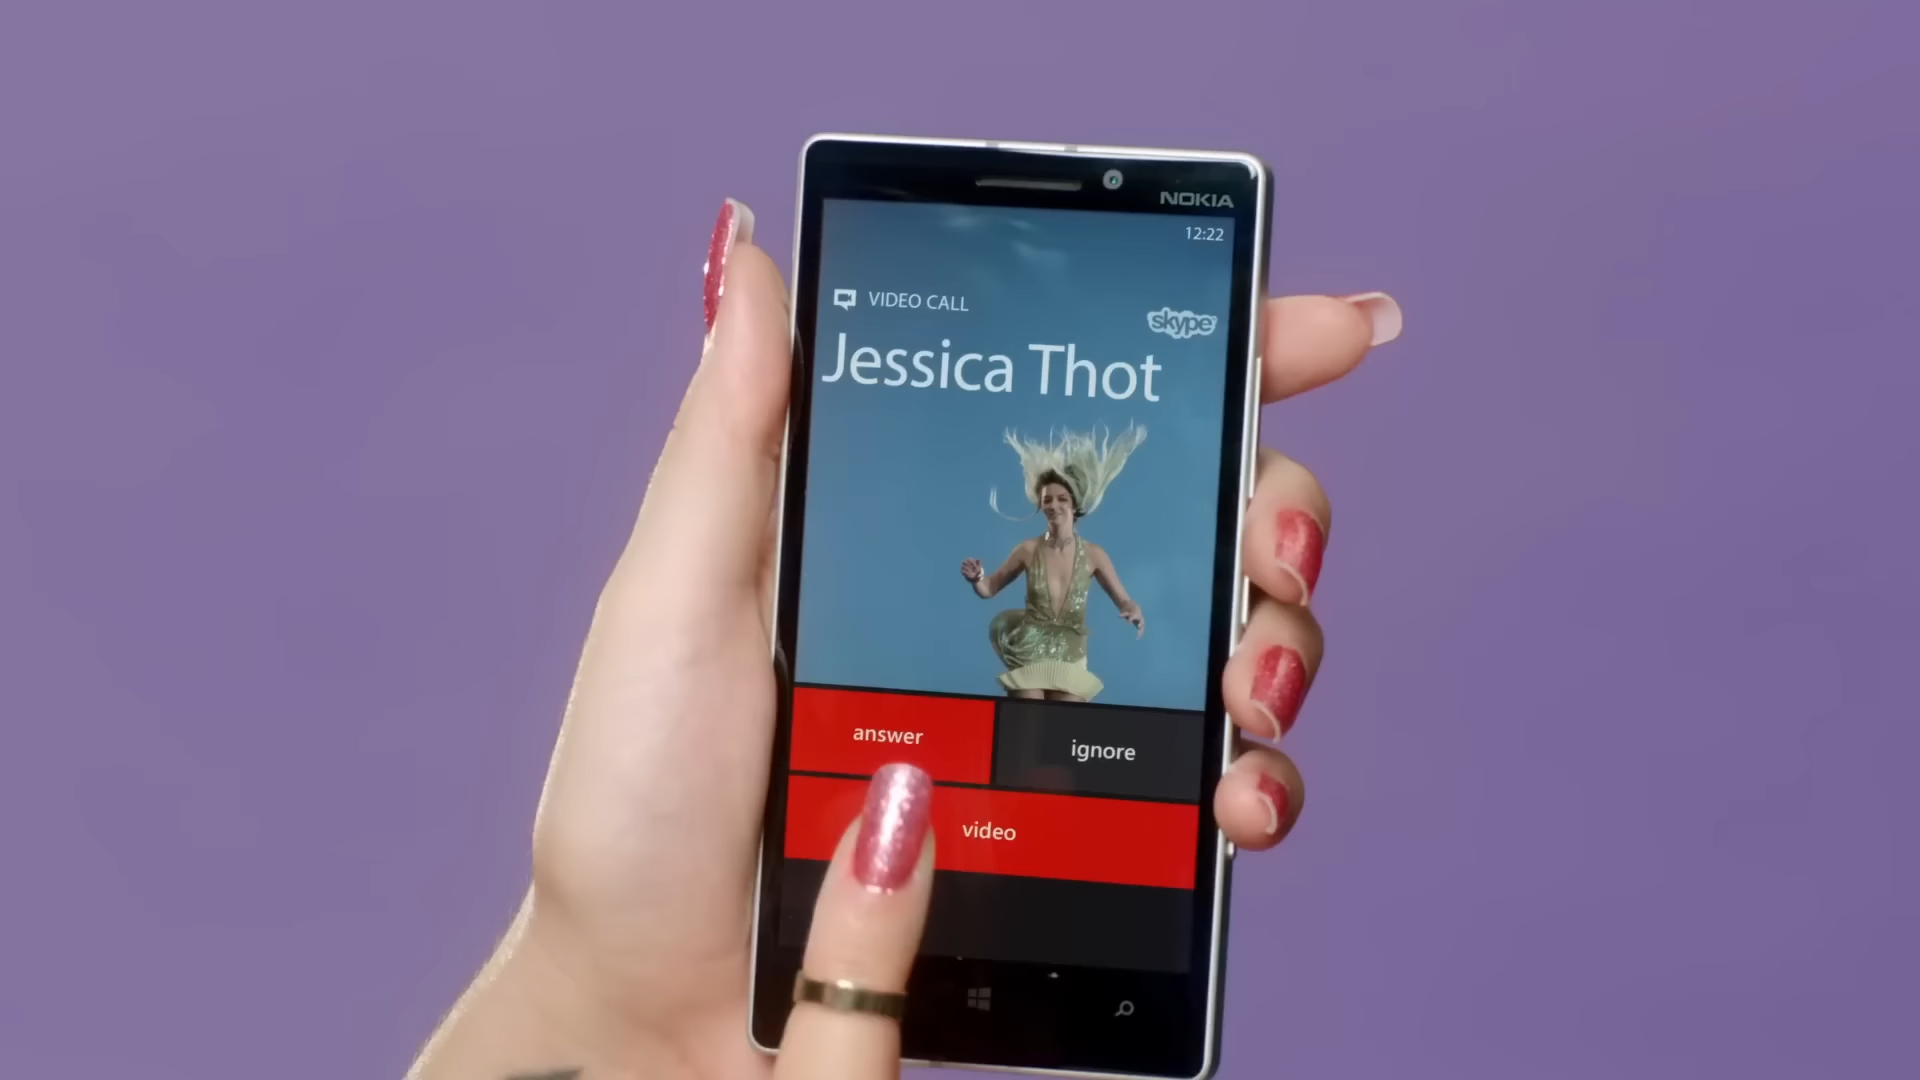 NOKIA
12:22
VIDEO CALL
skype
Jessica Thot
answer
ignore
video